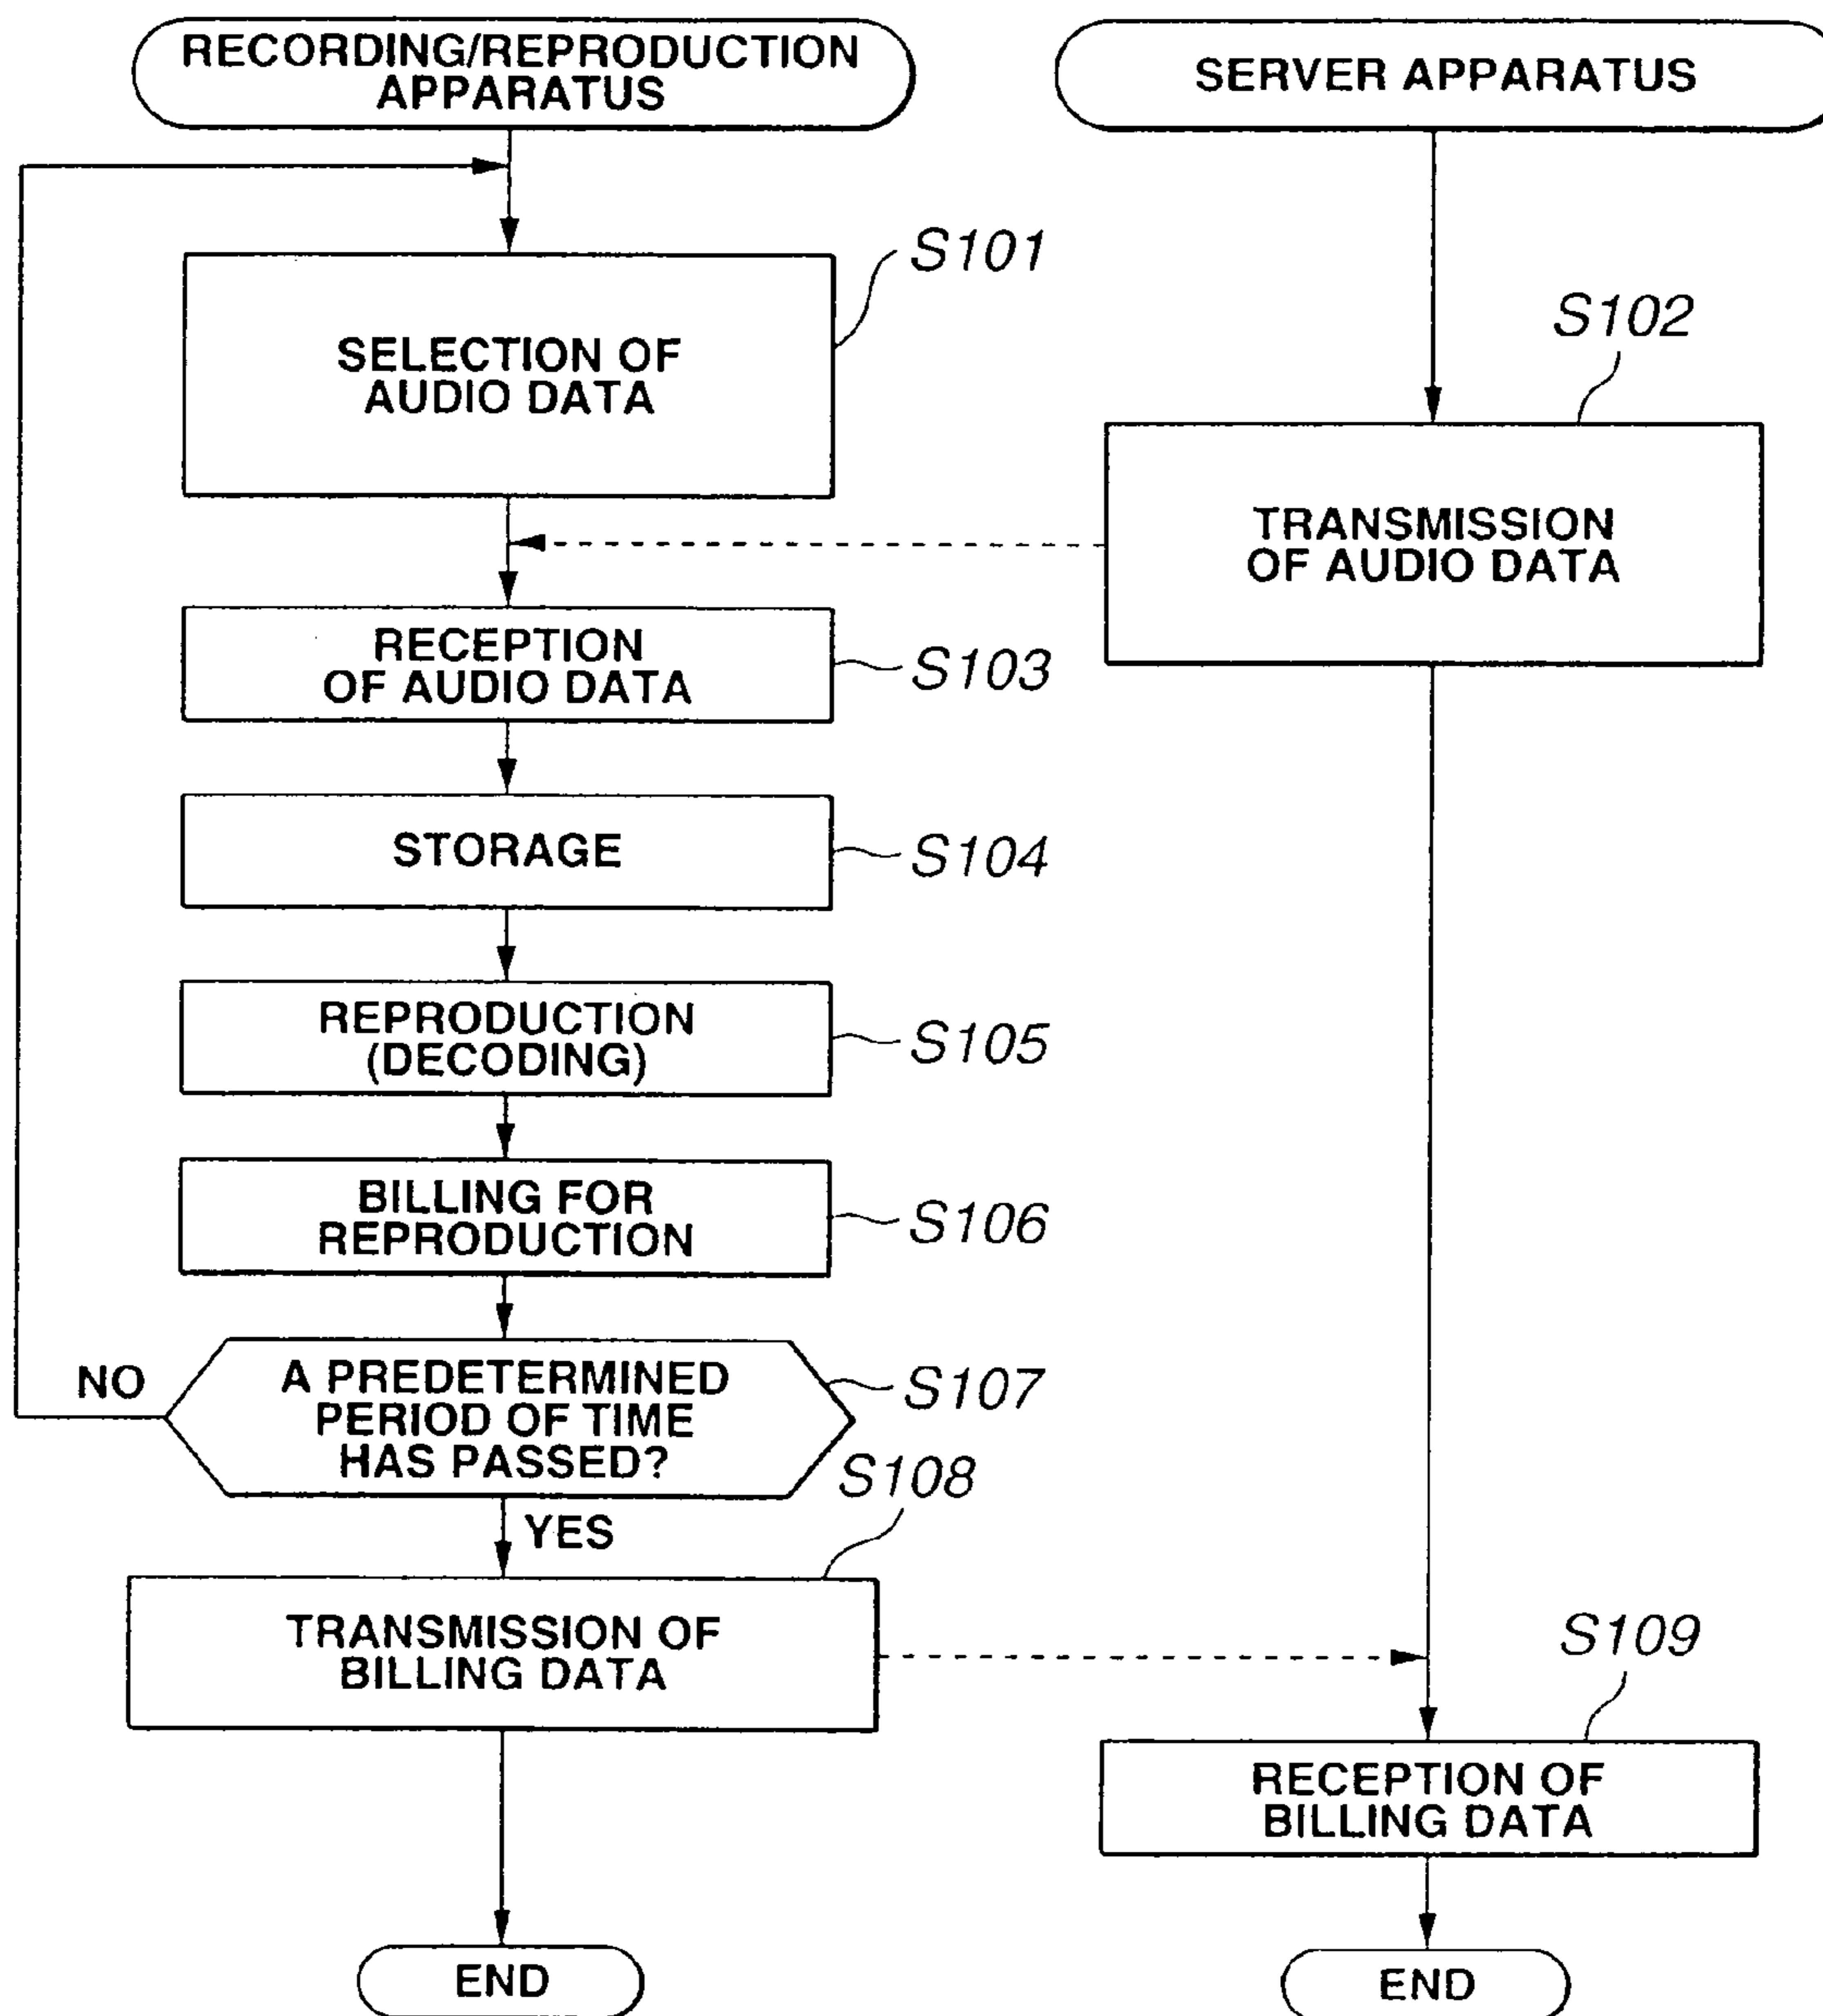 RECORDING/REPRODUCTION
APPARATUS
SERVER APPARATUS
S101
SELECTION OF
AUDIO DATA
S102
TRANSMISSION
OF AUDIO DATA
RECEPTION
OF AUDIO DATA
S103
STORAGE
S104
REPRODUCTION
(DECODING)
S105
BILLING FOR
REPRODUCTION
S106
NO
A PREDETERMINED
PERIOD OF TIME
HAS PASSED?
S107
S108
YES
TRANSMISSION OF
BILLING DATA
S109
RECEPTION OF
BILLING DATA
END
END